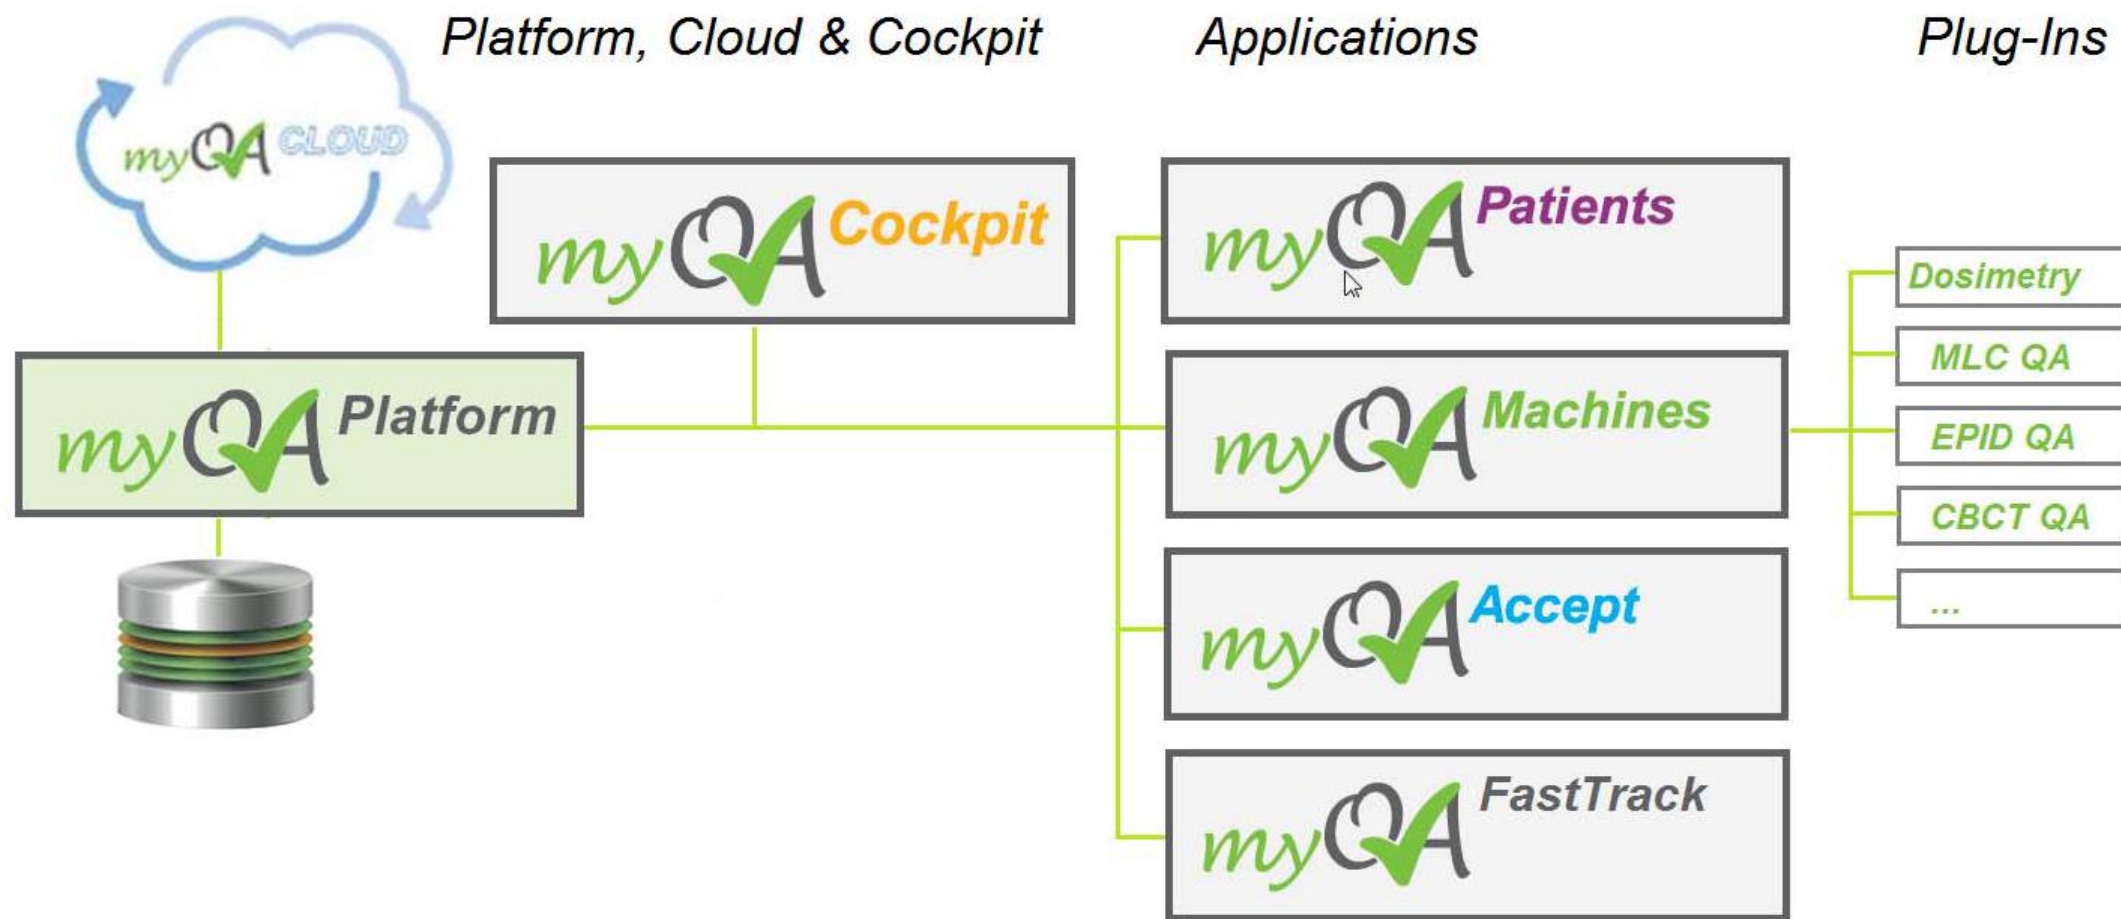 Platform, Cloud & Cockpit
Applications
Plug-Ins
myQA CLOUD
myQA Cockpit
myQA Platform
myQA Patients
myQA Machines
myQA Accept
myQA FastTrack
Dosimetry
MLC QA
EPID QA
CBCT QA
...